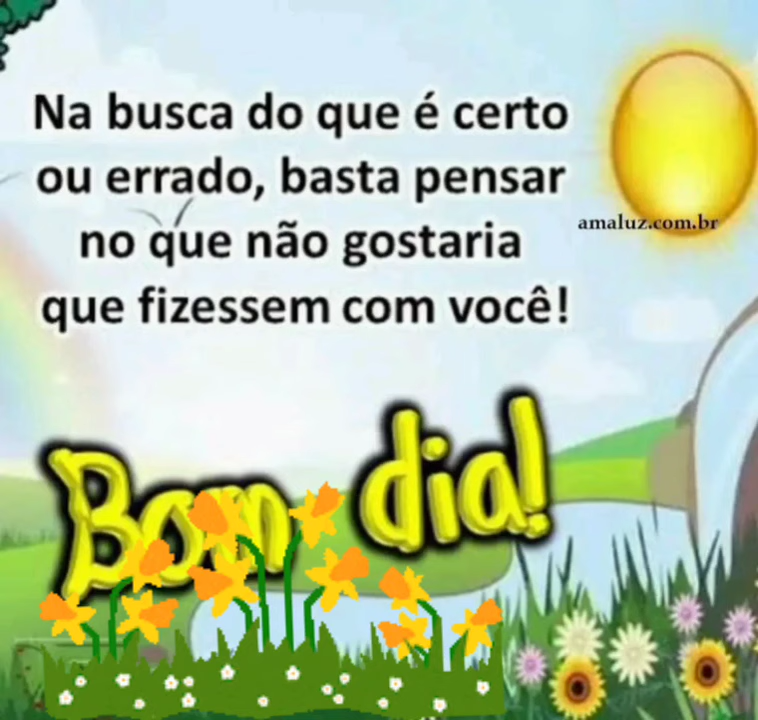 Na busca do que é certo
ou errado, basta pensar
no que não gostaria
que fizessem com você!
amaluz.com.br
Bom dia!